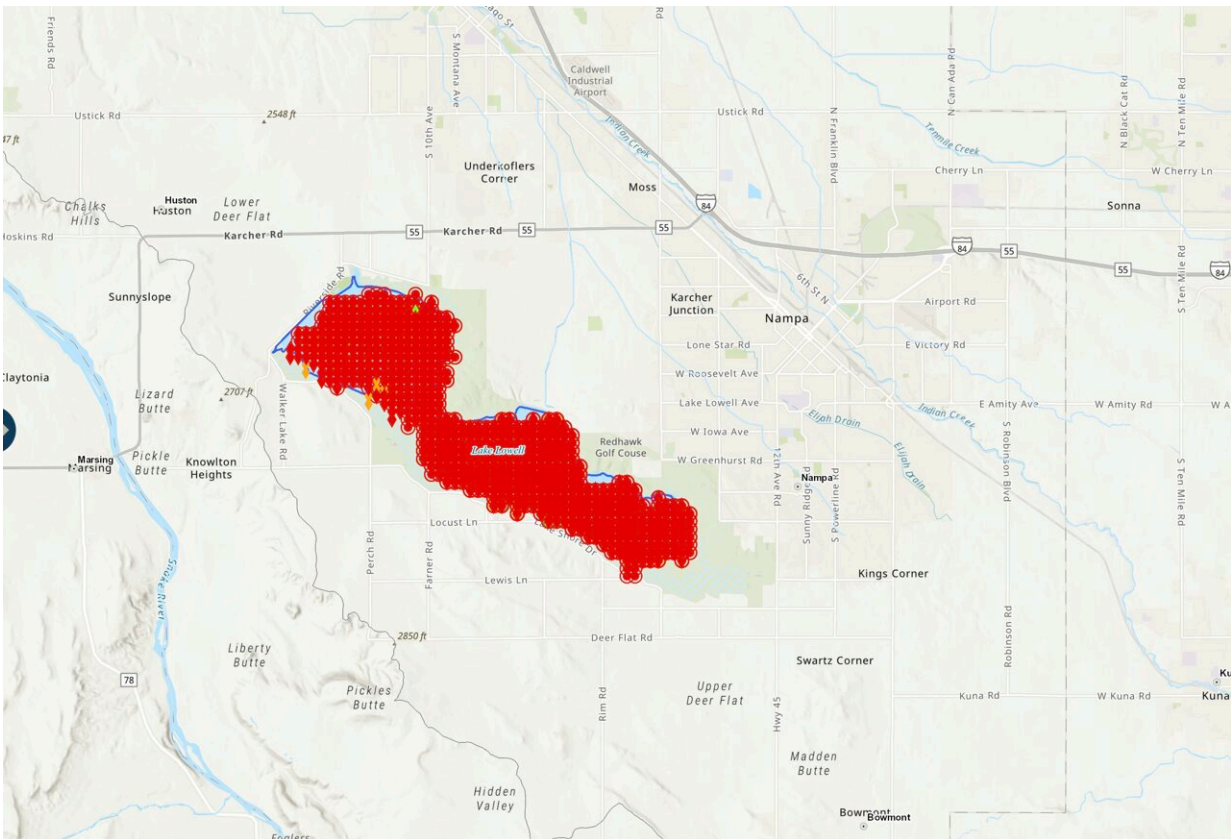 Friends Rd
S Montana Ave
Rd
Caldwell
Industrial
Airport
N Can Ada Rd
N Black Cat Rd
N Ten Mile Rd
2548 ft
Ustick Rd
S 10th Ave
Indian Creek
Ustick Rd
N Franklin Blvd
Tenmile Creek
47 ft
Underkoflers
Corner
Moss
Cherry Ln
W Cherry Ln
Chalks
Hills
Huston
Huston
Lower
Deer Flat
84
Sonna
Hoskins Rd
Karcher Rd
55
Karcher Rd
55
55
84
55
84
55
Sunnyslope
Riverside Rd
Karcher
Junction
6th St N
Airport Rd
S Ten Mile Rd
Nampa
Lone Star Rd
E Victory Rd
Claytonia
W Roosevelt Ave
Lizard
Butte
2707 ft
Walker Lake Rd
Lake Lowell Ave
Elijah Drain
Indian Creek
E Amity Ave
W Amity Rd
W A
Pickle
Butte
Marsing
Marsing
Knowlton
Heights
Lake Lowell
Redhawk
Golf Couse
W Iowa Ave
W Greenhurst Rd
12th Ave Rd
Elijah Drain
S Robinson Blvd
S Ten Mile Rd
Nampa
Sunny Ridge Rd
S Powerline Rd
Snake River
Perch Rd
Farner Rd
Locust Ln
Lake Shore Dr
Lewis Ln
Kings Corner
Deer Flat Rd
2850 ft
Robinson Rd
Liberty
Butte
Swartz Corner
78
Pickles
Butte
Rim Rd
Upper
Deer Flat
Hwy 45
Kuna Rd
W Kuna Rd
Ku
Kuna
Madden
Butte
Hidden
Valley
Bowmont
Bowmont